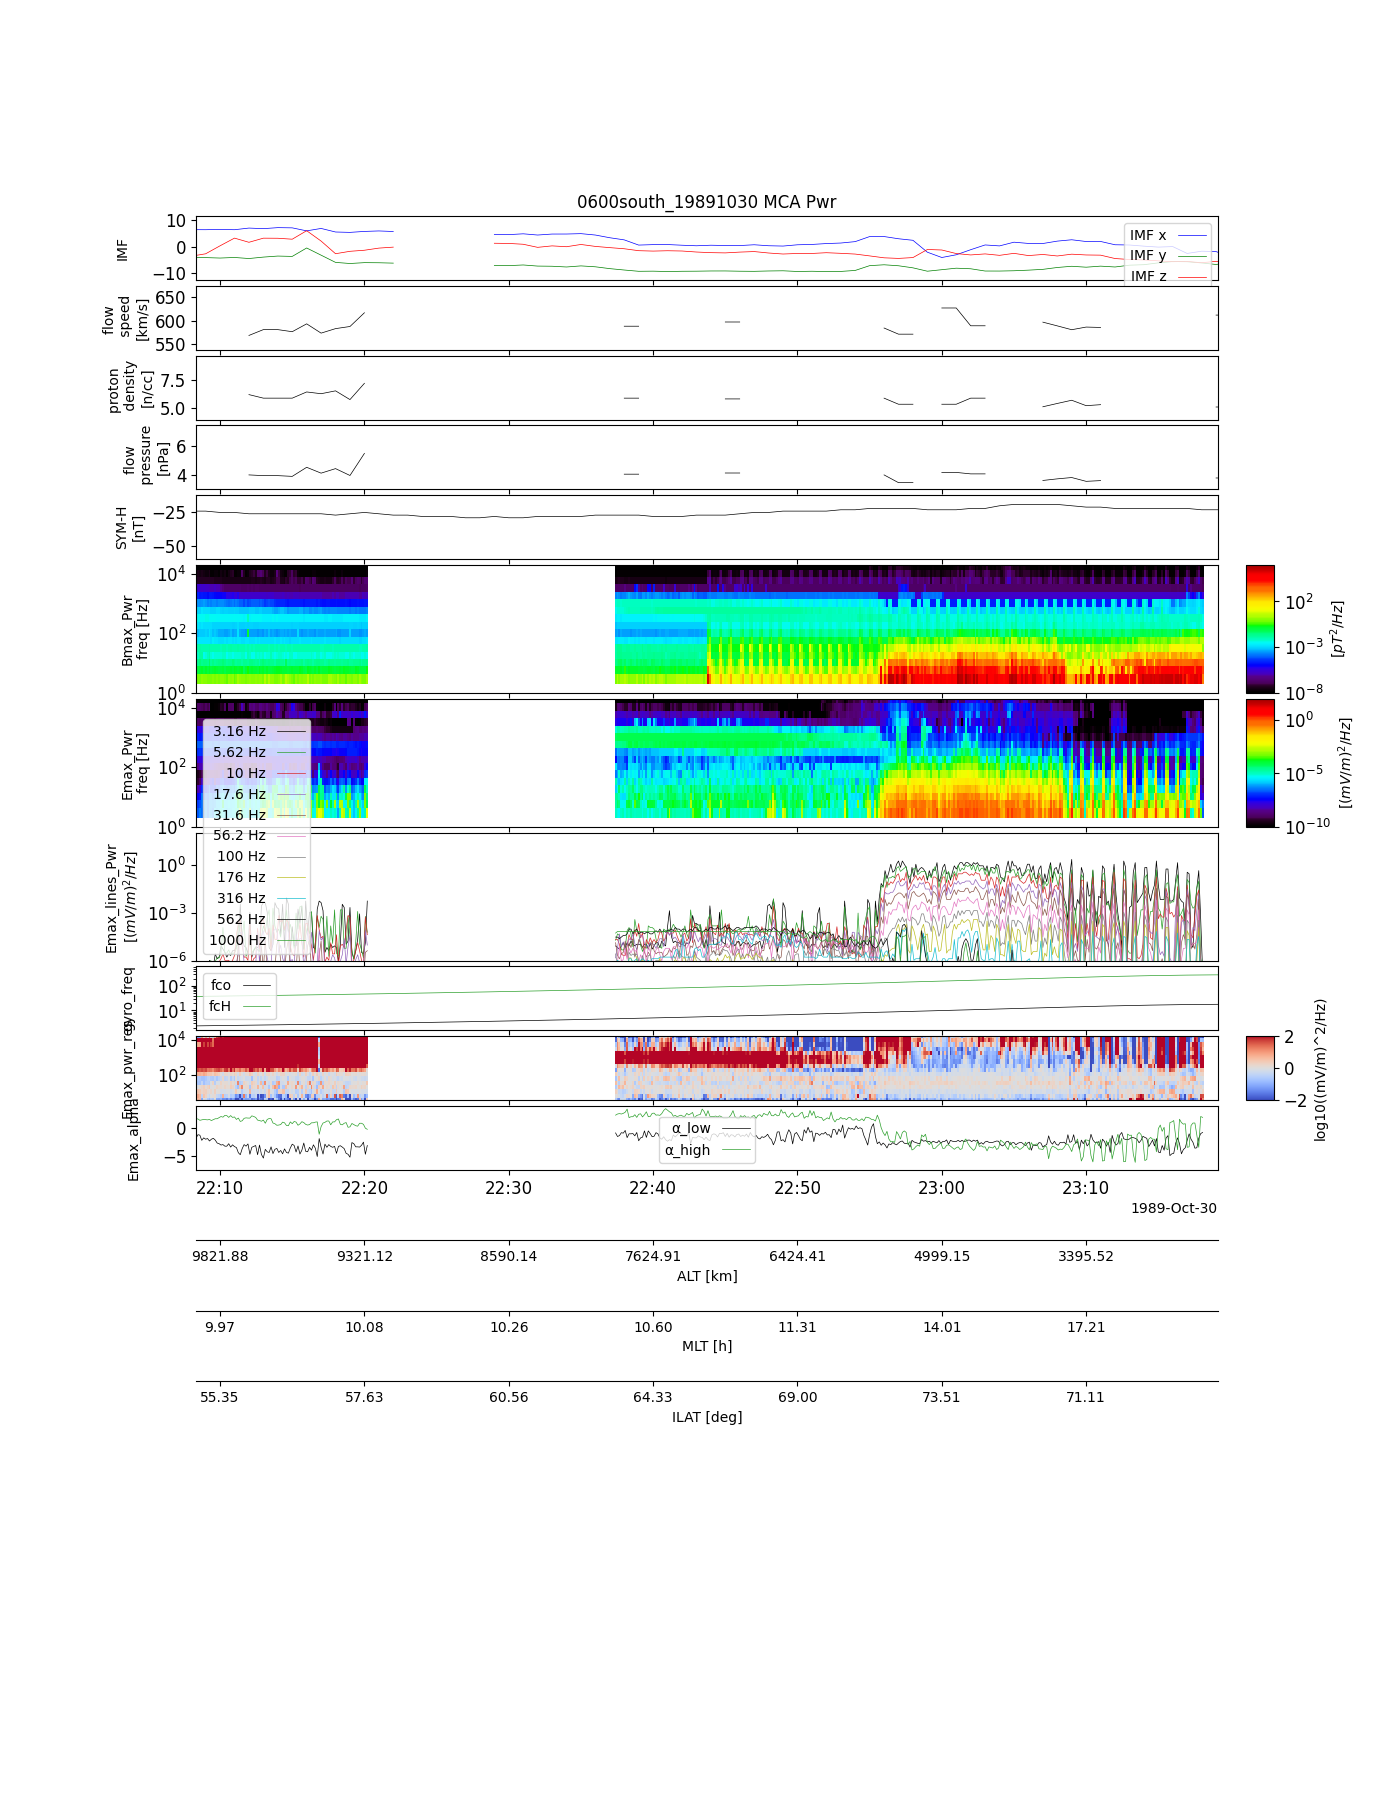 0600south_19891030 MCA Pwr
IMF
10
0
−10
IMF x
IMF y
IMF z
flow
speed
[km/s]
650
600
550
proton
density
[n/cc]
7.5
5.0
flow
pressure
[nPa]
6
4
SYM-H
[nT]
−25
−50
Bmax_Pwr
freq [Hz]
10^4
10^2
10^0
10^2
10^−3
10^−8
[pT^2/Hz]
Emax_Pwr
freq [Hz]
10^4
10^2
10^0
10^0
10^−5
10^−10
[(mV/m)^2/Hz]
3.16 Hz
5.62 Hz
10 Hz
17.6 Hz
31.6 Hz
56.2 Hz
100 Hz
176 Hz
316 Hz
562 Hz
1000 Hz
Emax_lines_Pwr
[(mV/m)^2/Hz]
10^0
10^−3
10^−6
gyro_freq
10^2
10^1
fco
fcH
Emax_pwr_req
10^4
10^2
2
0
−2
log10((mV/m)^2/Hz)
Emax_alpha
0
−5
α_low
α_high
22:10 22:20 22:30 22:40 22:50 23:00 23:10
1989-Oct-30
9821.88 9321.12 8590.14 7624.91 6424.41 4999.15 3395.52
ALT [km]
9.97 10.08 10.26 10.60 11.31 14.01 17.21
MLT [h]
55.35 57.63 60.56 64.33 69.00 73.51 71.11
ILAT [deg]